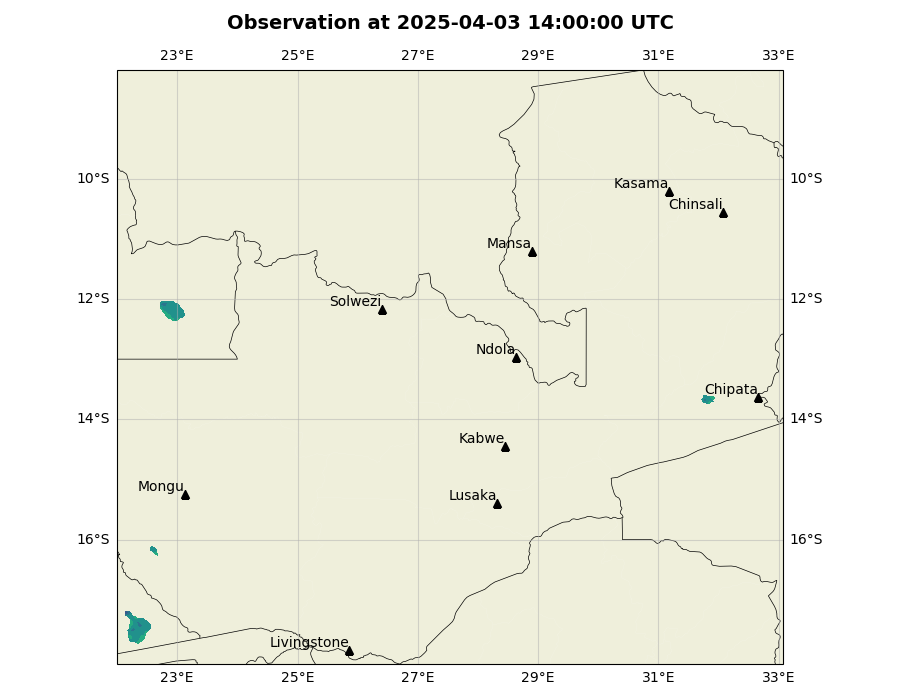 Observation at 2025-04-03 14:00:00 UTC
23°E 25°E 27°E 29°E 31°E 33°E
10°S 10°S
Kasama
Chinsali
Mansa
12°S 12°S
Solwezi
Ndola
Chipata
14°S 14°S
Kabwe
Mongu
Lusaka
16°S 16°S
Livingstone
23°E 25°E 27°E 29°E 31°E 33°E